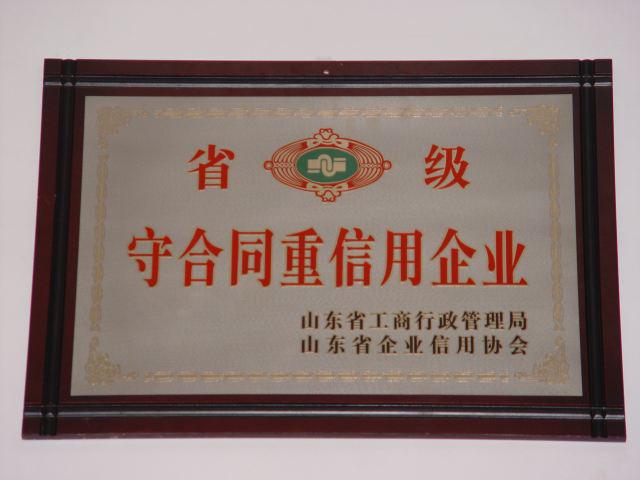 省 级
守合同重信用企业
山东省工商行政管理局
山东省企业信用协会